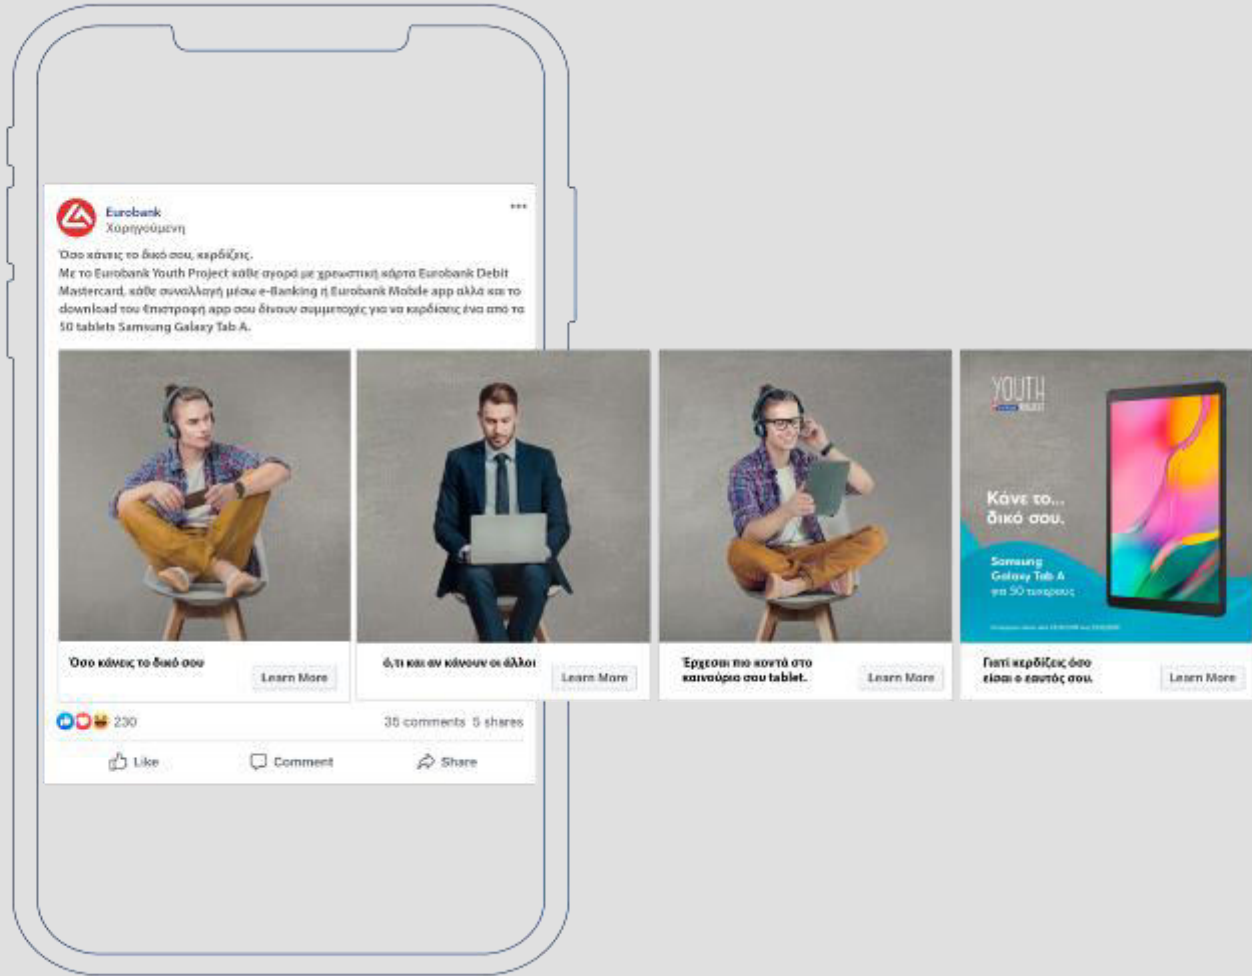 Eurobank
Χορηγούμενη
Όσο κάνεις το δικό σου, κερδίζεις.
Με το Eurobank Youth Project κάθε αγορά με χρεωστική κάρτα Eurobank Debit
Mastercard, κάθε συναλλαγή μέσω e-Banking ή Eurobank Mobile app αλλά και το
download του €πιστροφή app σου δίνουν συμμετοχές για να κερδίσεις ένα από τα
50 tablets Samsung Galaxy Tab A.
YOUTH
PROJECT
Κάνε το...
δικό σου.
Samsung
Galaxy Tab A
για 50 τυχερους
Όσο κάνεις το δικό σου
Learn More
ό,τι και αν κάνουν οι άλλοι
Learn More
Έρχεσαι πιο κοντά στο
καινούριο σου tablet.
Learn More
Γιατί κερδίζεις όσο
είσαι ο εαυτός σου.
Learn More
230
35 comments 5 shares
Like
Comment
Share